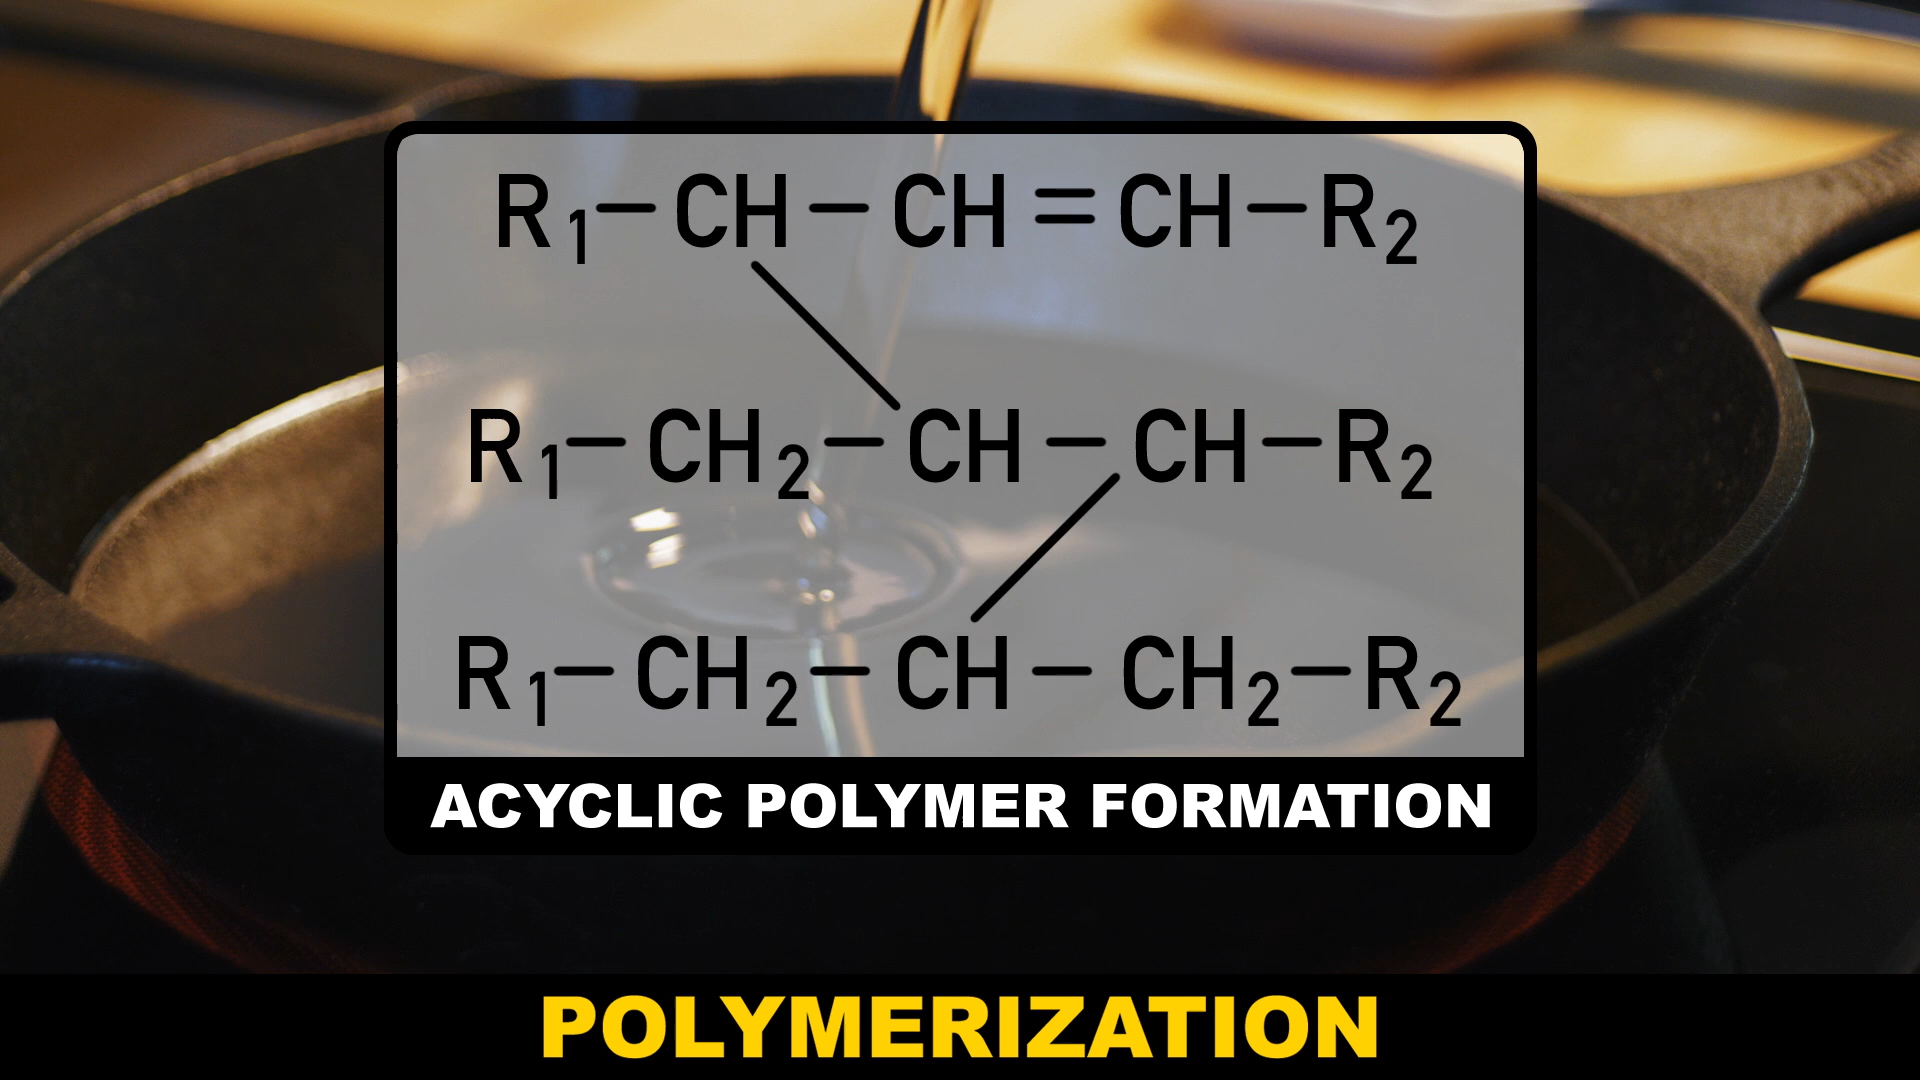 R₁—CH—CH=CH—R₂
R₁—CH₂—CH—CH—R₂
R₁—CH₂—CH—CH₂—R₂
ACYCLIC POLYMER FORMATION
POLYMERIZATION